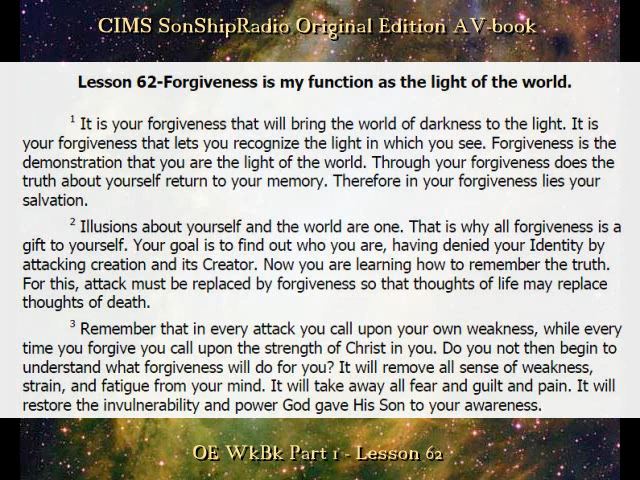 CIMS SonShipRadio Original Edition AV-book
Lesson 62-Forgiveness is my function as the light of the world.
1 It is your forgiveness that will bring the world of darkness to the light. It is
your forgiveness that lets you recognize the light in which you see. Forgiveness is the
demonstration that you are the light of the world. Through your forgiveness does the
truth about yourself return to your memory. Therefore in your forgiveness lies your
salvation.
2 Illusions about yourself and the world are one. That is why all forgiveness is a
gift to yourself. Your goal is to find out who you are, having denied your Identity by
attacking creation and its Creator. Now you are learning how to remember the truth.
For this, attack must be replaced by forgiveness so that thoughts of life may replace
thoughts of death.
3 Remember that in every attack you call upon your own weakness, while every
time you forgive you call upon the strength of Christ in you. Do you not then begin to
understand what forgiveness will do for you? It will remove all sense of weakness,
strain, and fatigue from your mind. It will take away all fear and guilt and pain. It will
restore the invulnerability and power God gave His Son to your awareness.
OE WkBk Part 1 - Lesson 62